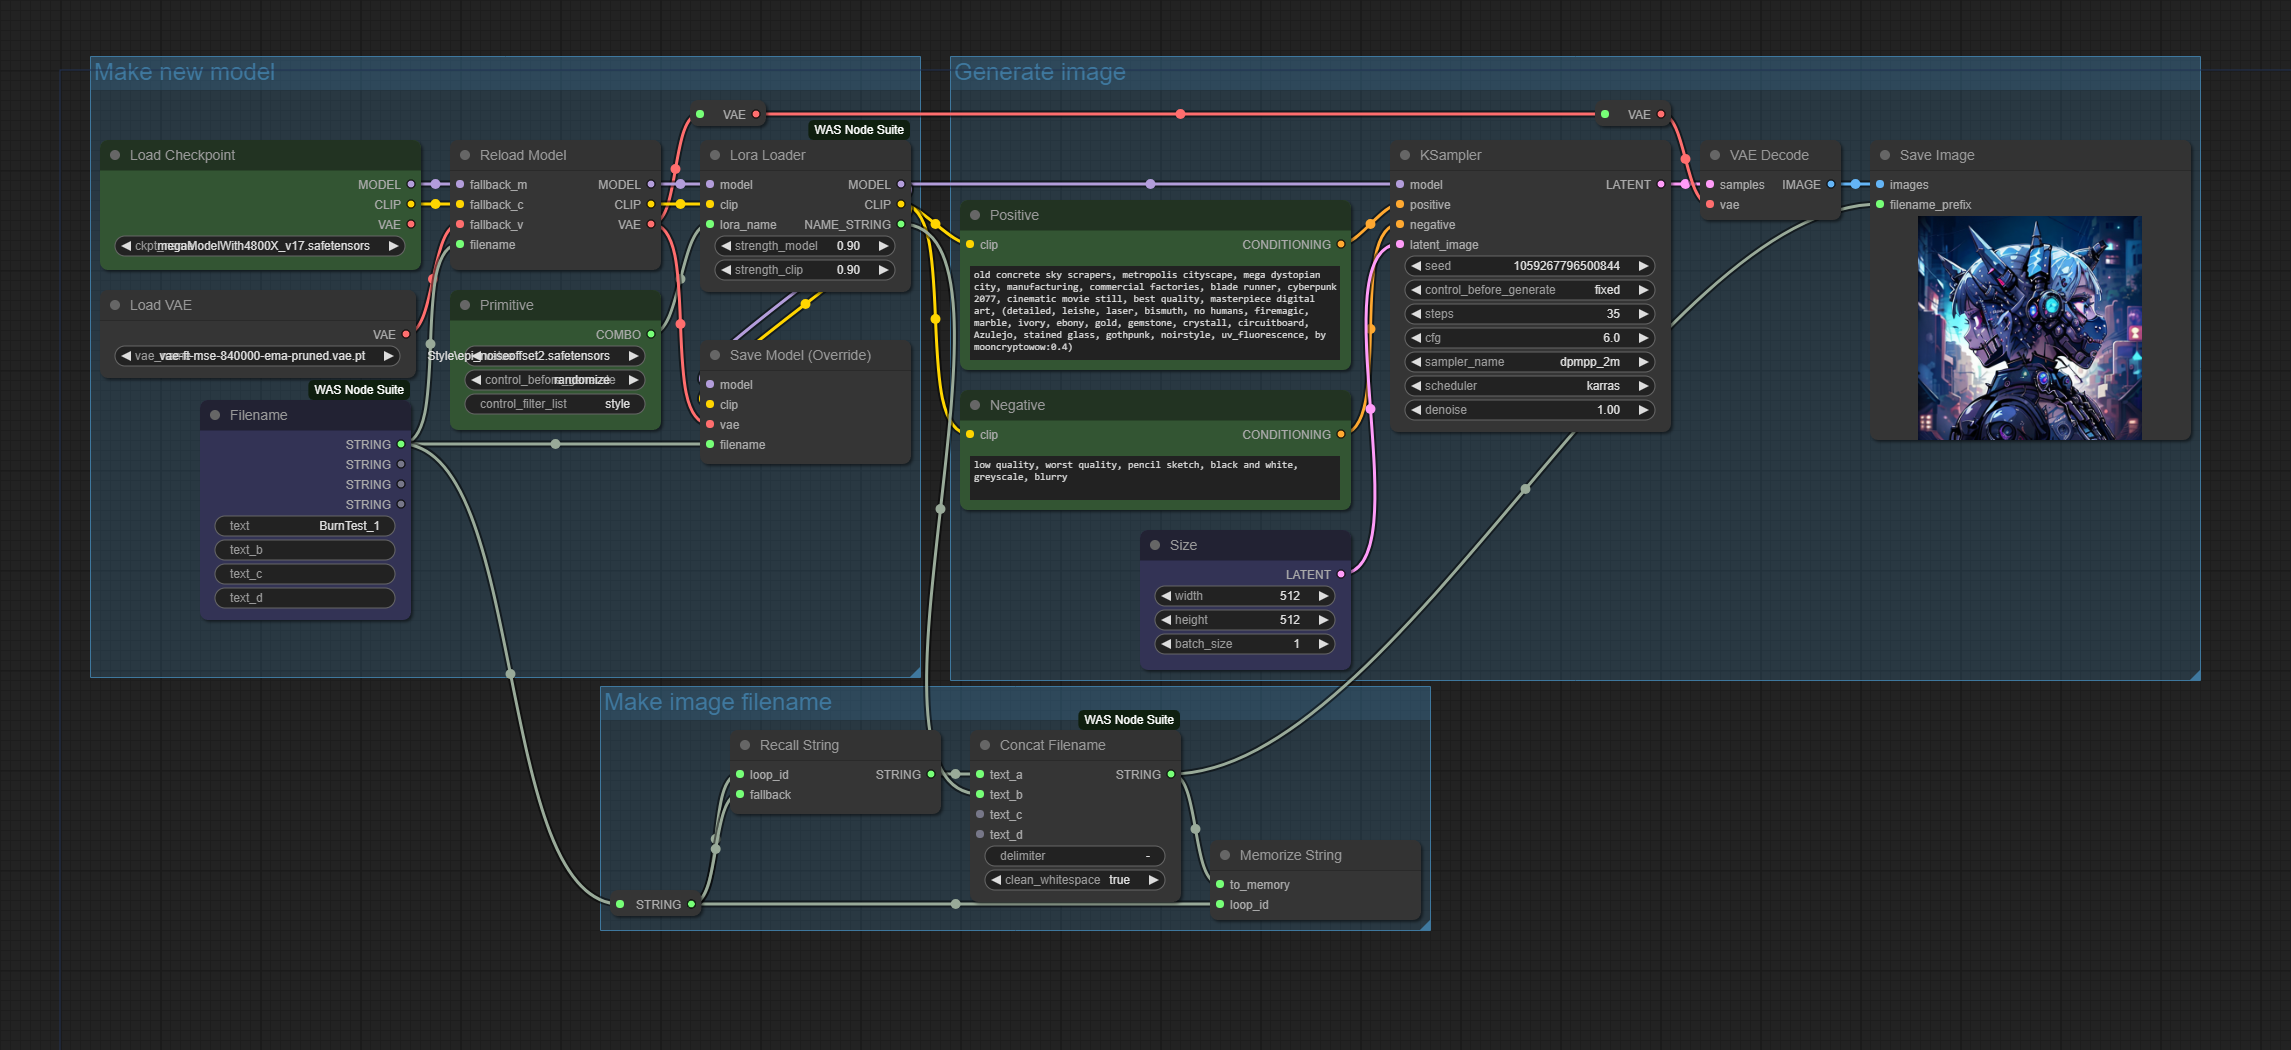 Make new model
Load Checkpoint
MODEL
CLIP
VAE
megaModelWith4800X_v17.safetensors
Load VAE
VAE
vae-ft-mse-840000-ema-pruned.vae.pt
WAS Node Suite
Filename
STRING
STRING
STRING
STRING
text BurnTest_1
text_b
text_c
text_d
Reload Model
fallback_m MODEL
fallback_c CLIP
fallback_v VAE
filename
Primitive
COMBO
control_before_generate randomize
control_filter_list style
VAE
WAS Node Suite
Lora Loader
model MODEL
clip CLIP
lora_name NAME_STRING
strength_model 0.90
strength_clip 0.90
Save Model (Override)
model
clip
vae
filename
Generate image
Positive
clip CONDITIONING
old concrete sky scrapers, metropolis cityscape, mega dystopian
city, manufacturing, commercial factories, blade runner, cyberpunk
2077, cinematic movie still, best quality, masterpiece digital
art, (detailed, leishe, laser, bismuth, no humans, firemagic,
marble, ivory, ebony, gold, gemstone, crystall, circuitboard,
Azulejo, stained glass, gothpunk, noirstyle, uv_fluorescence, by
mooncryptowow:0.4)
Negative
clip CONDITIONING
low quality, worst quality, pencil sketch, black and white,
greyscale, blurry
Size
LATENT
width 512
height 512
batch_size 1
KSampler
model LATENT
positive
negative
latent_image
seed 1059267796500844
control_before_generate fixed
steps 35
cfg 6.0
sampler_name dpmpp_2m
scheduler karras
denoise 1.00
VAE
VAE Decode
samples IMAGE
vae
Save Image
images
filename_prefix
Make image filename
STRING
Recall String
loop_id STRING
fallback
WAS Node Suite
Concat Filename
text_a STRING
text_b
text_c
text_d
delimiter -
clean_whitespace true
Memorize String
to_memory
loop_id